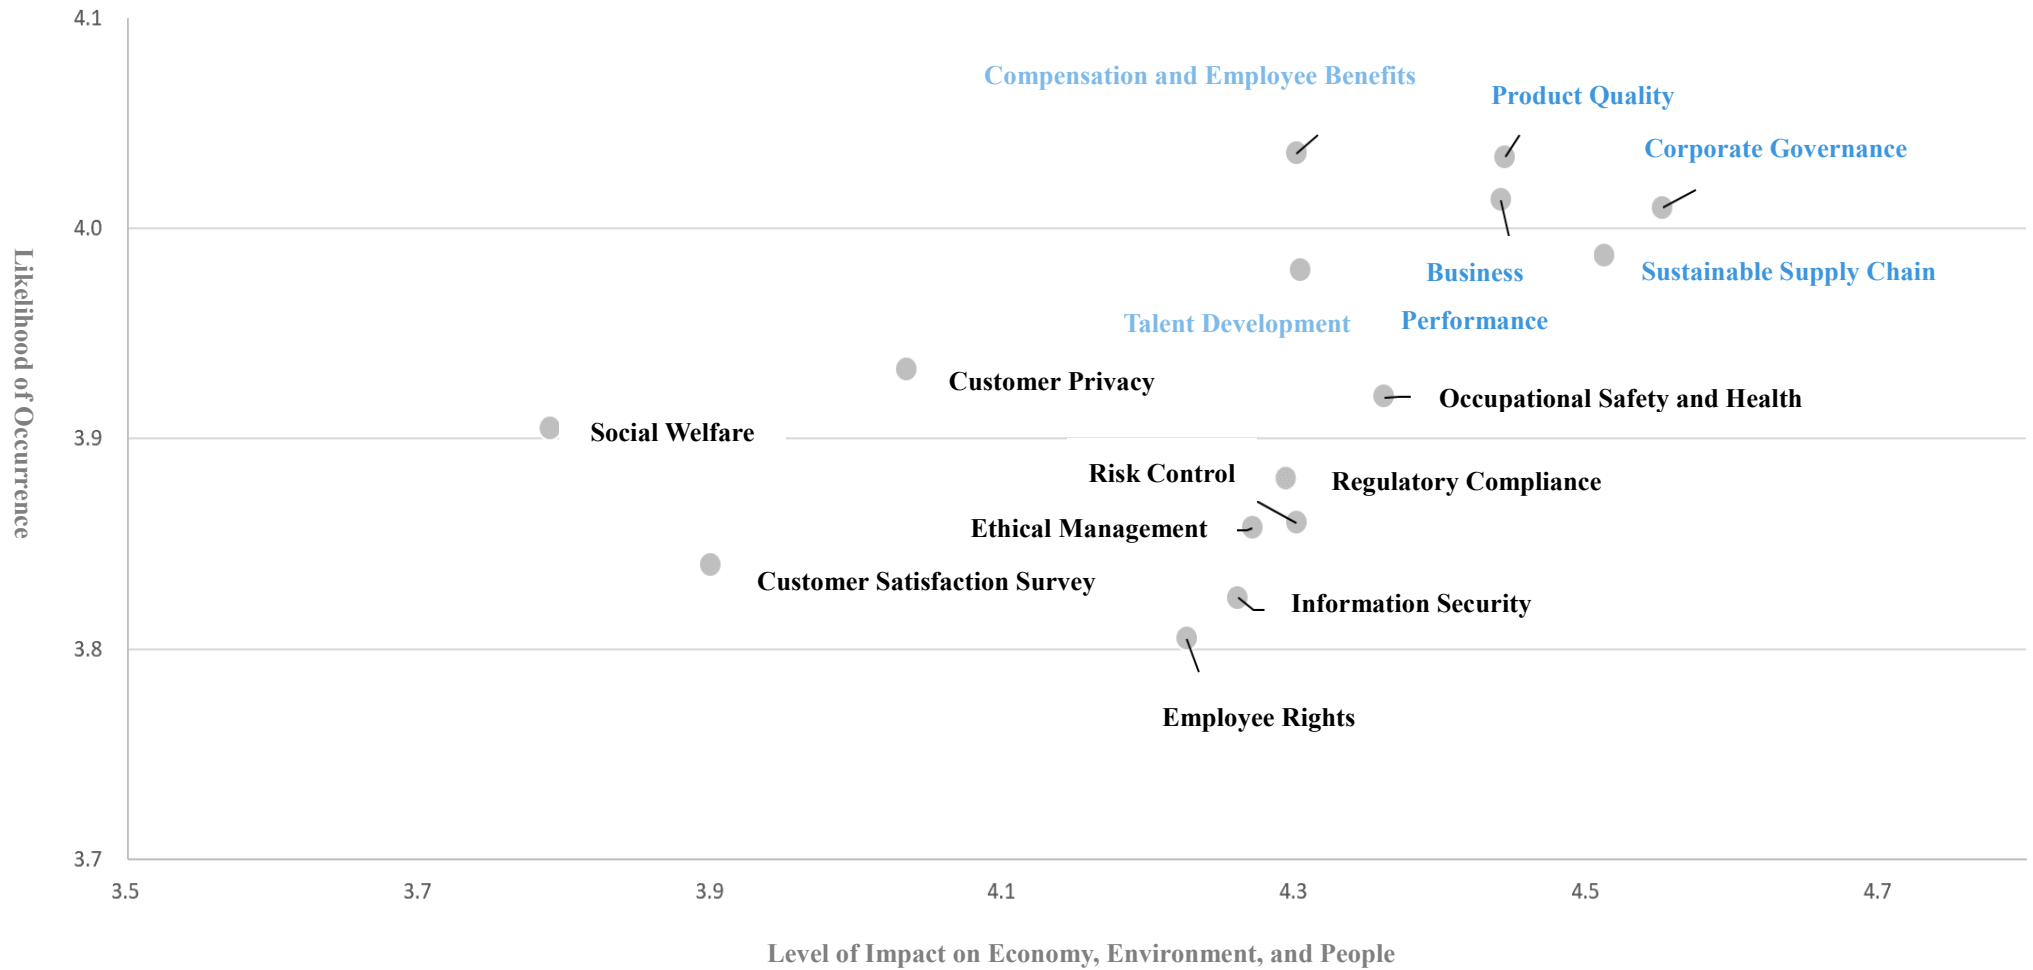 4.1
Compensation and Employee Benefits
Product Quality
Corporate Governance
4.0
Likelihood of Occurrence
Business
Performance
Sustainable Supply Chain
Talent Development
Customer Privacy
Occupational Safety and Health
Social Welfare
3.9
Risk Control
Regulatory Compliance
Ethical Management
Customer Satisfaction Survey
Information Security
3.8
Employee Rights
3.7
3.5 3.7 3.9 4.1 4.3 4.5 4.7
Level of Impact on Economy, Environment, and People